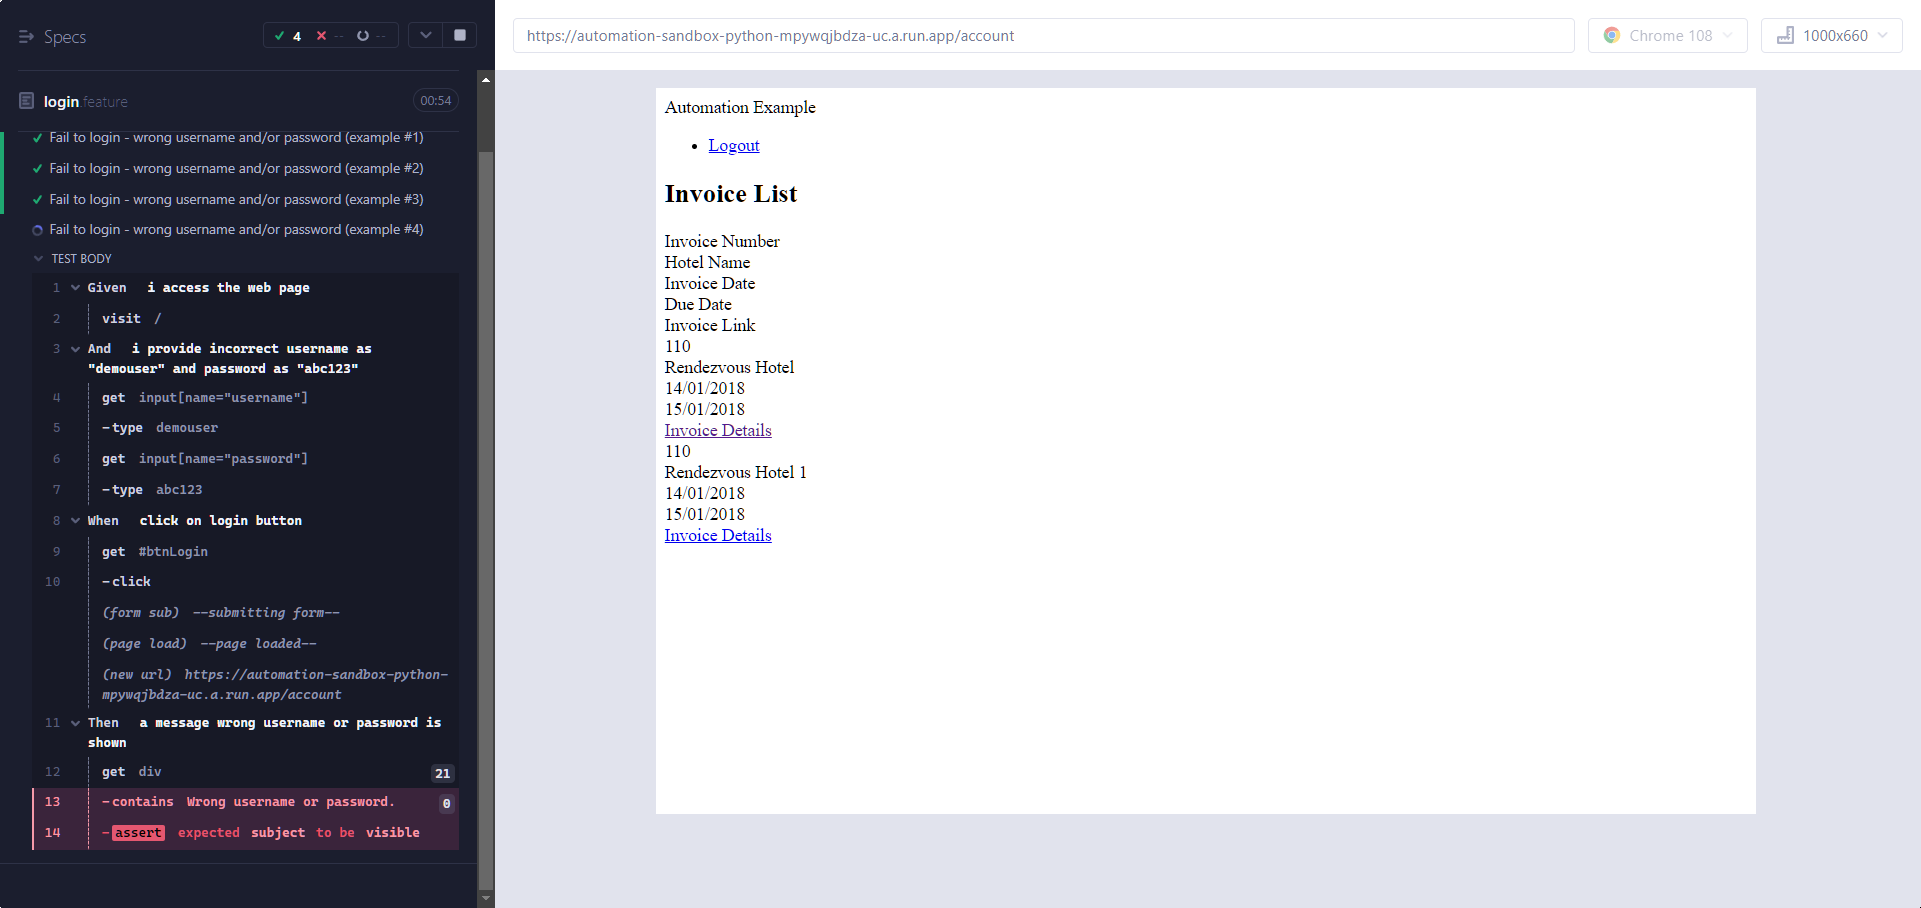 Specs
4 -- --
login.feature
00:54
Fail to login - wrong username and/or password (example #1)
Fail to login - wrong username and/or password (example #2)
Fail to login - wrong username and/or password (example #3)
Fail to login - wrong username and/or password (example #4)
TEST BODY
1 Given i access the web page
2 visit /
3 And i provide incorrect username as
"demouser" and password as "abc123"
4 get input[name="username"]
5 -type demouser
6 get input[name="password"]
7 -type abc123
8 When click on login button
9 get #btnLogin
10 -click
(form sub) --submitting form--
(page load) --page loaded--
(new url) https://automation-sandbox-python-
mpywqjbdza-uc.a.run.app/account
11 Then a message wrong username or password is
shown
12 get div 21
13 -contains Wrong username or password. 0
14 -assert expected subject to be visible
https://automation-sandbox-python-mpywqjbdza-uc.a.run.app/account
Chrome 108
1000x660
Automation Example
Logout
Invoice List
Invoice Number
Hotel Name
Invoice Date
Due Date
Invoice Link
110
Rendezvous Hotel
14/01/2018
15/01/2018
Invoice Details
110
Rendezvous Hotel 1
14/01/2018
15/01/2018
Invoice Details